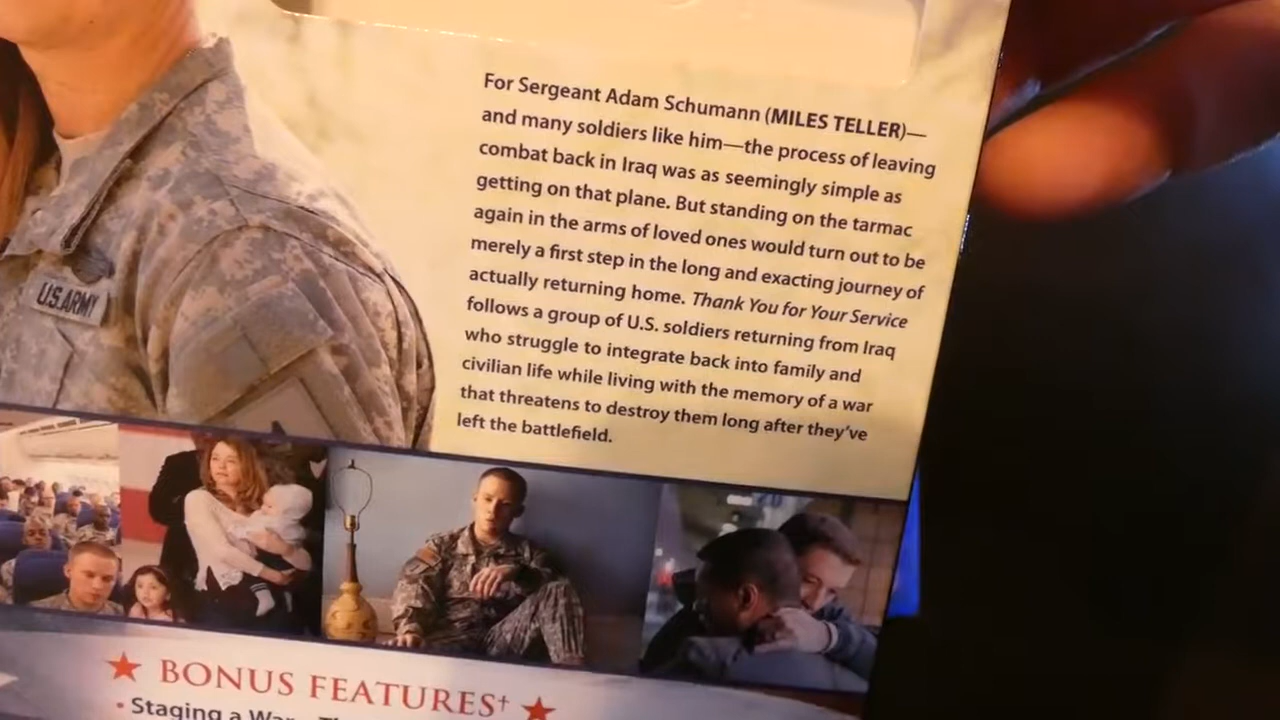 For Sergeant Adam Schumann (MILES TELLER)—
and many soldiers like him—the process of leaving
combat back in Iraq was as seemingly simple as
getting on that plane. But standing on the tarmac
again in the arms of loved ones would turn out to be
merely a first step in the long and exacting journey of
actually returning home. Thank You for Your Service
follows a group of U.S. soldiers returning from Iraq
who struggle to integrate back into family and
civilian life while living with the memory of a war
that threatens to destroy them long after they've
left the battlefield.
U.S. ARMY
★ BONUS FEATURES† ★
• Staging a War